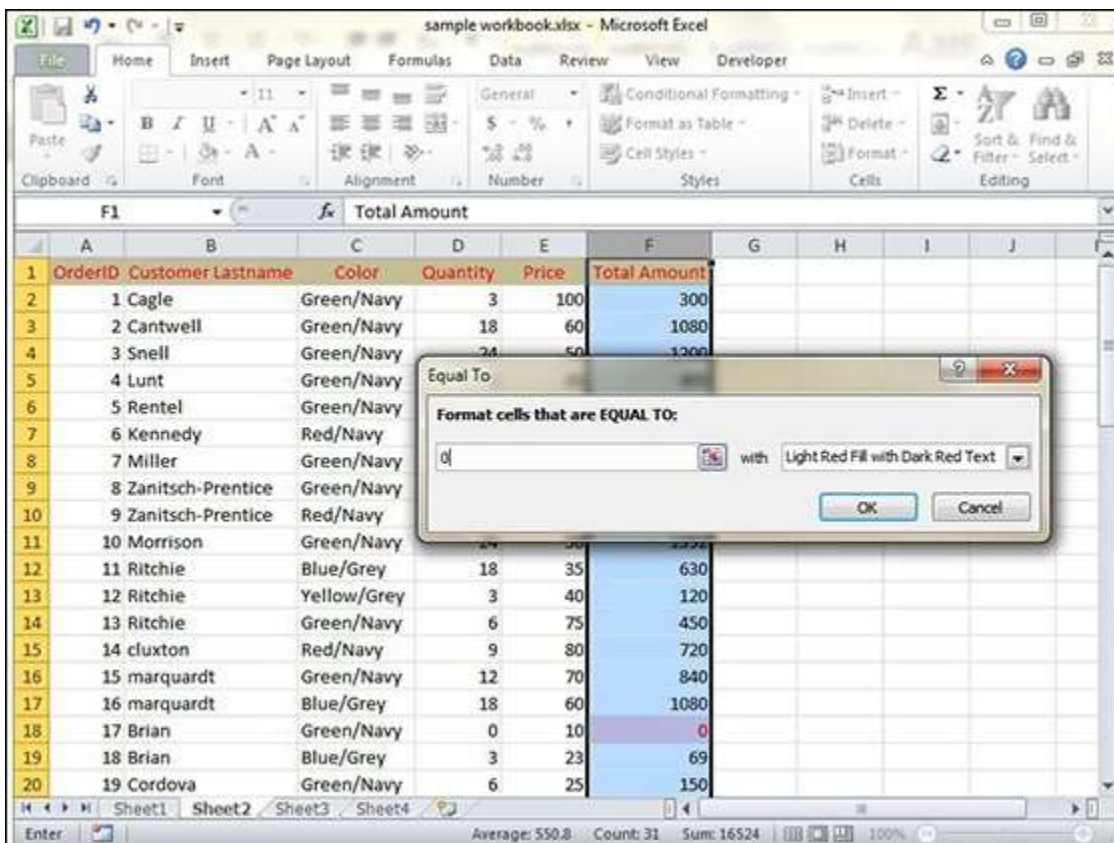 sample workbook.xlsx - Microsoft Excel
File Home Insert Page Layout Formulas Data Review View Developer
11 General Conditional Formatting Insert Σ
Paste B I U A A $ % , Format as Table Delete Sort & Filter Find & Select
A Cell Styles Format
Clipboard Font Alignment Number Styles Cells Editing
F1 fx Total Amount
A B C D E F G H I J
1 OrderID Customer Lastname Color Quantity Price Total Amount
2 1 Cagle Green/Navy 3 100 300
3 2 Cantwell Green/Navy 18 60 1080
4 3 Snell Green/Navy 24 50 1200
5 4 Lunt Green/Navy
6 5 Rentel Green/Navy
7 6 Kennedy Red/Navy
8 7 Miller Green/Navy
9 8 Zanitsch-Prentice Green/Navy
10 9 Zanitsch-Prentice Red/Navy
11 10 Morrison Green/Navy
12 11 Ritchie Blue/Grey 18 35 630
13 12 Ritchie Yellow/Grey 3 40 120
14 13 Ritchie Green/Navy 6 75 450
15 14 cluxton Red/Navy 9 80 720
16 15 marquardt Green/Navy 12 70 840
17 16 marquardt Blue/Grey 18 60 1080
18 17 Brian Green/Navy 0 10 0
19 18 Brian Blue/Grey 3 23 69
20 19 Cordova Green/Navy 6 25 150
Equal To
Format cells that are EQUAL TO:
0 with Light Red Fill with Dark Red Text
OK Cancel
Sheet1 Sheet2 Sheet3 Sheet4
Enter Average: 550.8 Count: 31 Sum: 16524 100%